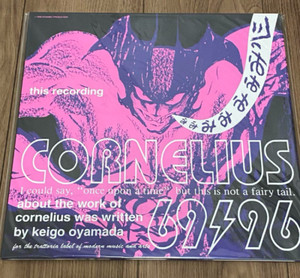 this recording
み み み み み
CORNELIUS
I could say, "once upon a time" but this is not a fairy tail.
69/96
about the work of
cornelius was written
by keigo oyamada
for the trattoria label of modern music and arts